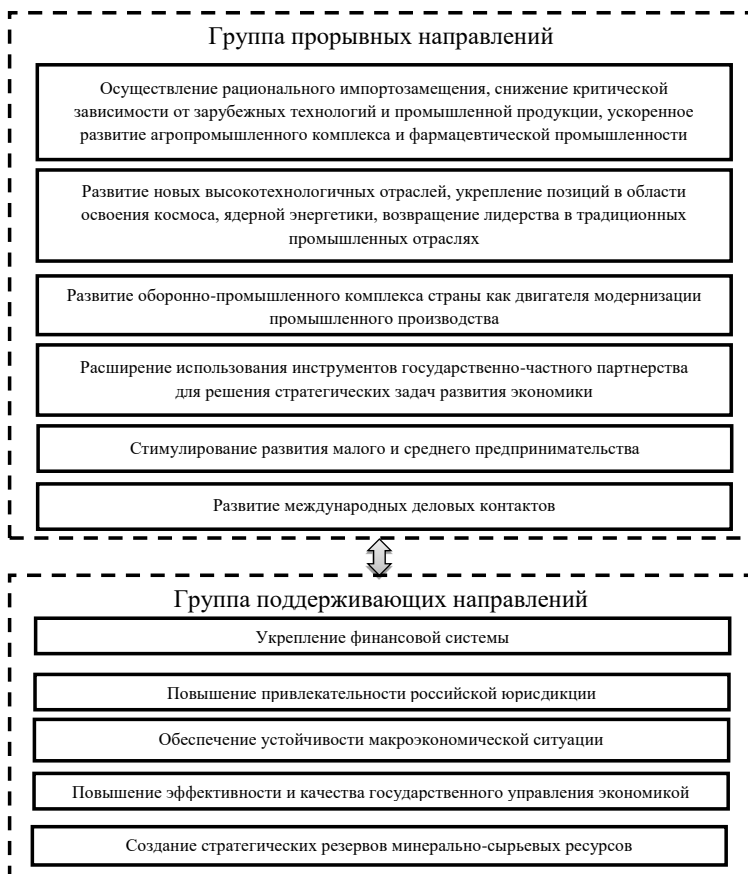 Группа прорывных направлений
Осуществление рационального импортозамещения, снижение критической
зависимости от зарубежных технологий и промышленной продукции, ускоренное
развитие агропромышленного комплекса и фармацевтической промышленности
Развитие новых высокотехнологичных отраслей, укрепление позиций в области
освоения космоса, ядерной энергетики, возвращение лидерства в традиционных
промышленных отраслях
Развитие оборонно-промышленного комплекса страны как двигателя модернизации
промышленного производства
Расширение использования инструментов государственно-частного партнерства
для решения стратегических задач развития экономики
Стимулирование развития малого и среднего предпринимательства
Развитие международных деловых контактов
Группа поддерживающих направлений
Укрепление финансовой системы
Повышение привлекательности российской юрисдикции
Обеспечение устойчивости макроэкономической ситуации
Повышение эффективности и качества государственного управления экономикой
Создание стратегических резервов минерально-сырьевых ресурсов